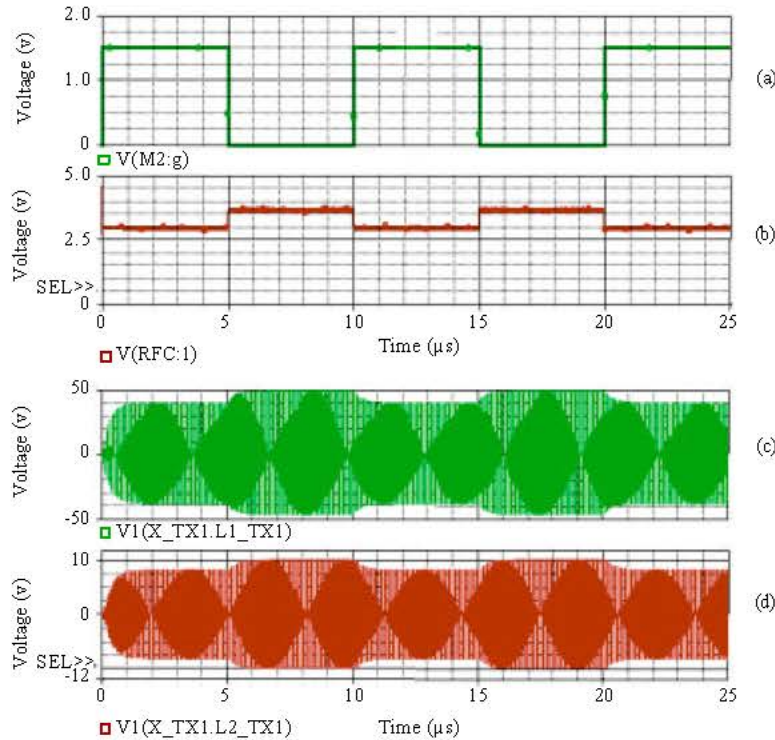 2.0
Voltage (v)
1.0
0
(a)
V(M2:g)
5.0
Voltage (v)
2.5
SEL>>
0
(b)
0 5 10 15 20 25
Time (µs)
V(RFC:1)
50
Voltage (v)
0
-50
(c)
V1(X_TX1.L1_TX1)
10
Voltage (v)
0
SEL>>
-12
(d)
0 5 10 15 20 25
V1(X_TX1.L2_TX1) Time (µs)